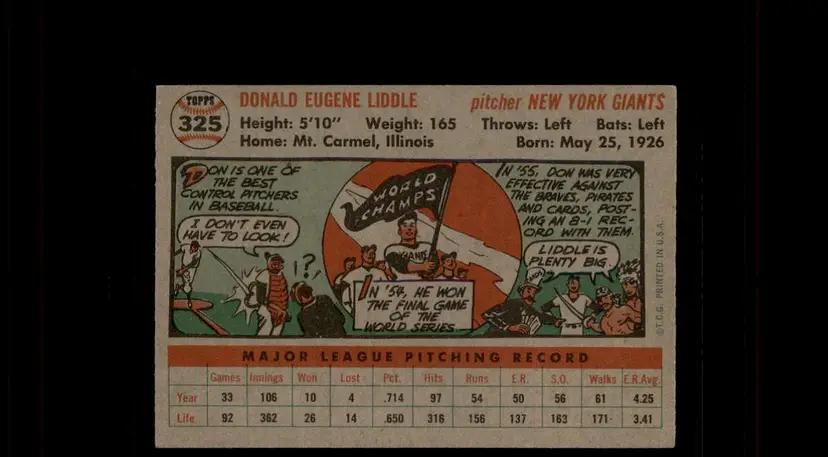 TOPPS
325
DONALD EUGENE LIDDLE
pitcher NEW YORK GIANTS
Height: 5'10" Weight: 165 Throws: Left Bats: Left
Home: Mt. Carmel, Illinois Born: May 25, 1926
DON IS ONE OF
THE BEST
CONTROL PITCHERS
IN BASEBALL.
I DON'T EVEN
HAVE TO LOOK!
!?
WORLD
CHAMPS
GIANTS
IN '54, HE WON
THE FINAL GAME
OF THE
WORLD SERIES.
IN '55, DON WAS VERY
EFFECTIVE AGAINST
THE BRAVES, PIRATES
AND CARDS, POST-
ING AN 8-1 REC-
ORD WITH THEM.
LIDDLE IS
PLENTY BIG.
©T.C.G. PRINTED IN U.S.A.
MAJOR LEAGUE PITCHING RECORD
Games Innings Won Lost Pct. Hits Runs E.R. S.O. Walks E.R.Avg.
Year 33 106 10 4 .714 97 54 50 56 61 4.25
Life 92 362 26 14 .650 316 156 137 163 171 3.41